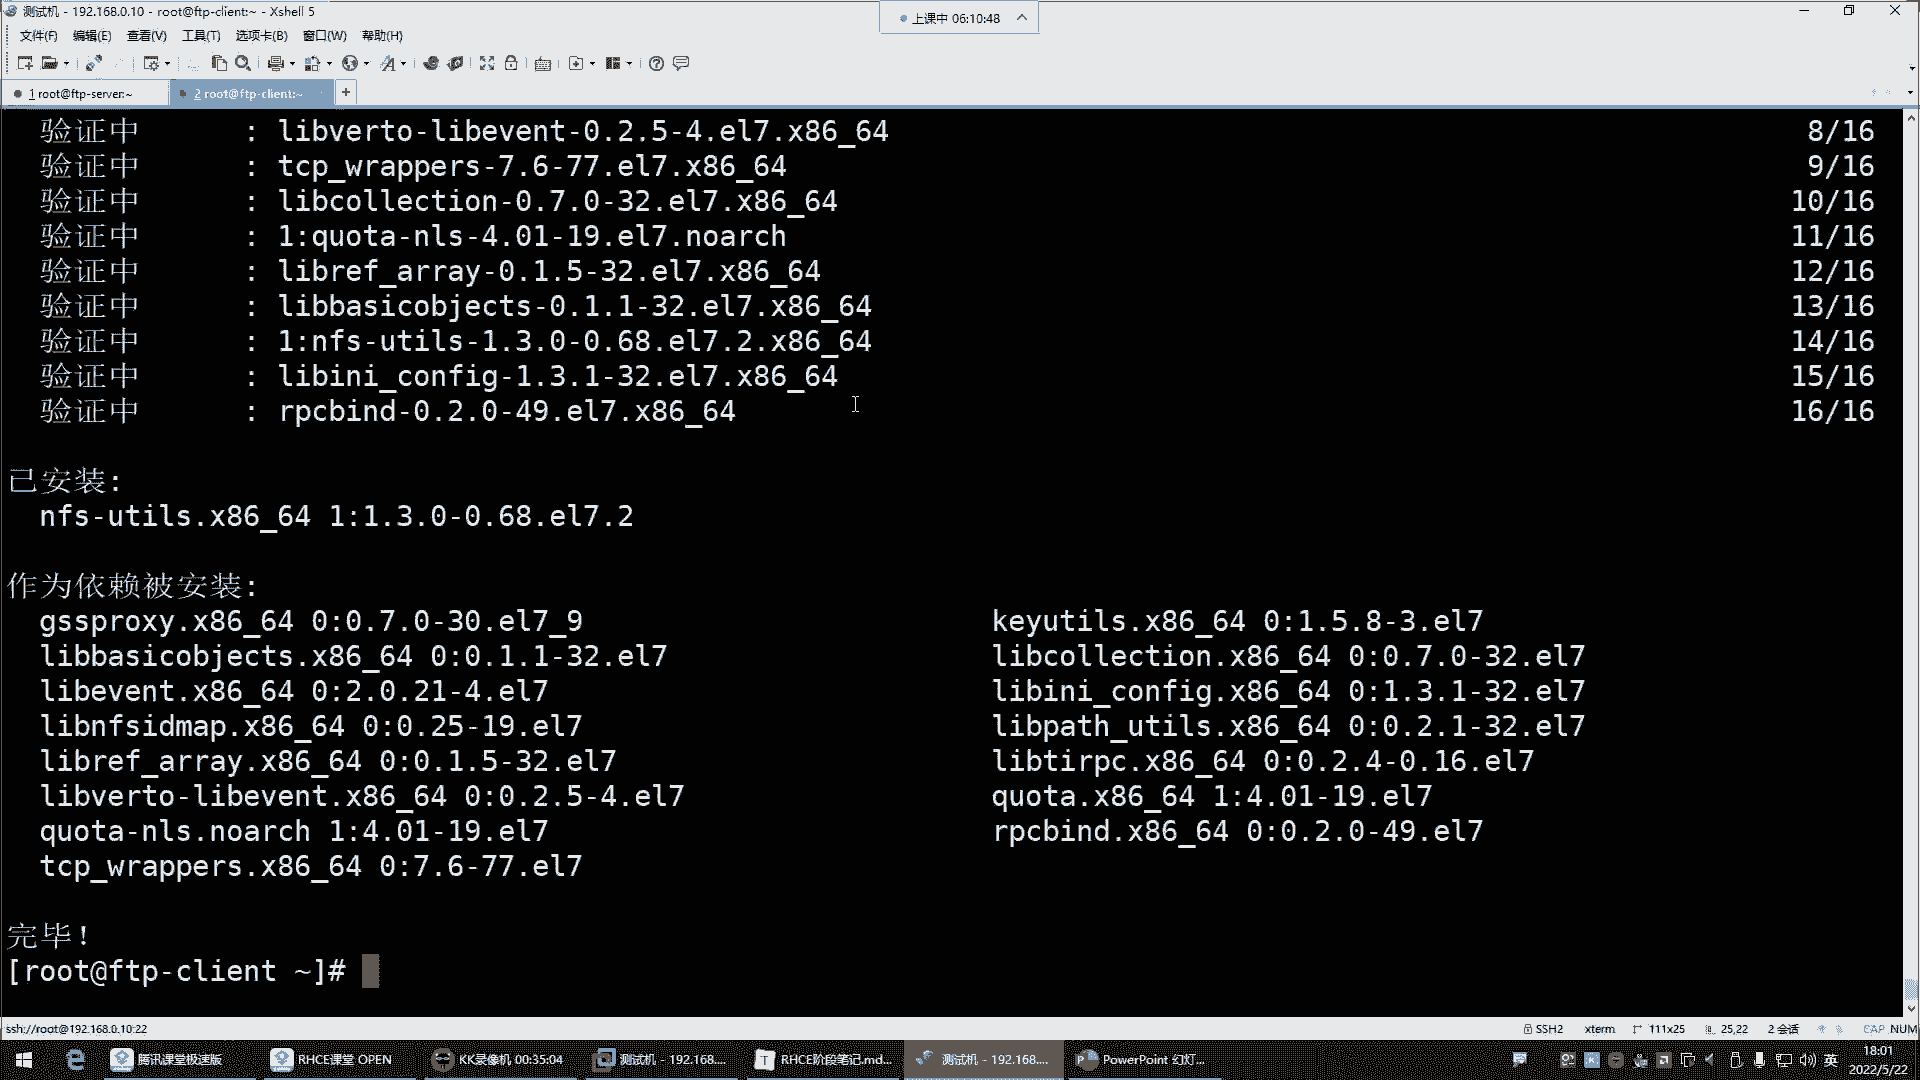 测试机 - 192.168.0.10 - root@ftp-client:~ - Xshell 5
上课中 06:10:48
文件(F) 编辑(E) 查看(V) 工具(T) 选项卡(B) 窗口(W) 帮助(H)
1 root@ftp-server:~ 2 root@ftp-client:~ +
验证中 : libverto-libevent-0.2.5-4.el7.x86_64 8/16
验证中 : tcp_wrappers-7.6-77.el7.x86_64 9/16
验证中 : libcollection-0.7.0-32.el7.x86_64 10/16
验证中 : 1:quota-nls-4.01-19.el7.noarch 11/16
验证中 : libref_array-0.1.5-32.el7.x86_64 12/16
验证中 : libbasicobjects-0.1.1-32.el7.x86_64 13/16
验证中 : 1:nfs-utils-1.3.0-0.68.el7.2.x86_64 14/16
验证中 : libini_config-1.3.1-32.el7.x86_64 15/16
验证中 : rpcbind-0.2.0-49.el7.x86_64 16/16
已安装:
nfs-utils.x86_64 1:1.3.0-0.68.el7.2
作为依赖被安装:
gssproxy.x86_64 0:0.7.0-30.el7_9 keyutils.x86_64 0:1.5.8-3.el7
libbasicobjects.x86_64 0:0.1.1-32.el7 libcollection.x86_64 0:0.7.0-32.el7
libevent.x86_64 0:2.0.21-4.el7 libini_config.x86_64 0:1.3.1-32.el7
libnfsidmap.x86_64 0:0.25-19.el7 libpath_utils.x86_64 0:0.2.1-32.el7
libref_array.x86_64 0:0.1.5-32.el7 libtirpc.x86_64 0:0.2.4-0.16.el7
libverto-libevent.x86_64 0:0.2.5-4.el7 quota.x86_64 1:4.01-19.el7
quota-nls.noarch 1:4.01-19.el7 rpcbind.x86_64 0:0.2.0-49.el7
tcp_wrappers.x86_64 0:7.6-77.el7
完毕！
[root@ftp-client ~]#
ssh://root@192.168.0.10:22 SSH2 xterm 111x25 25,22 2 会话 CAP NUM
腾讯课堂极速版 RHCE课堂 OPEN KK录像机 00:35:04 测试机 - 192.168.... RHCE阶段笔记.md... 测试机 - 192.168.... PowerPoint 幻灯... 英 18:01
2022/5/22